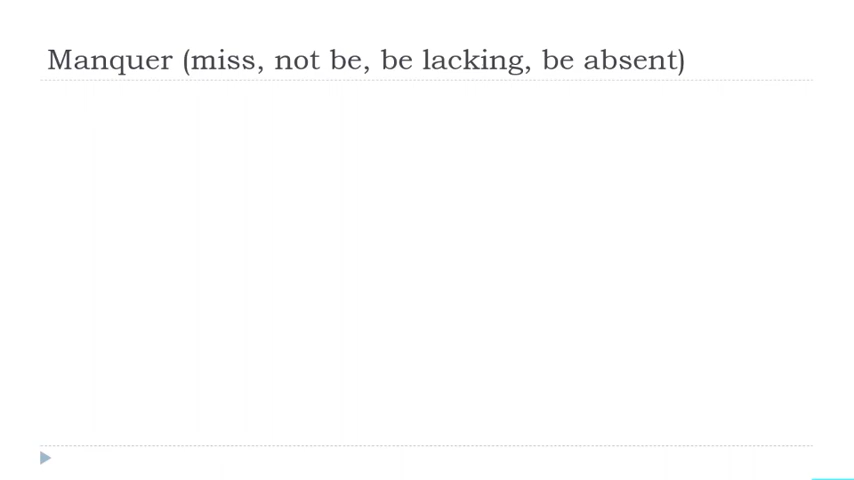 Manquer (miss, not be, be lacking, be absent)